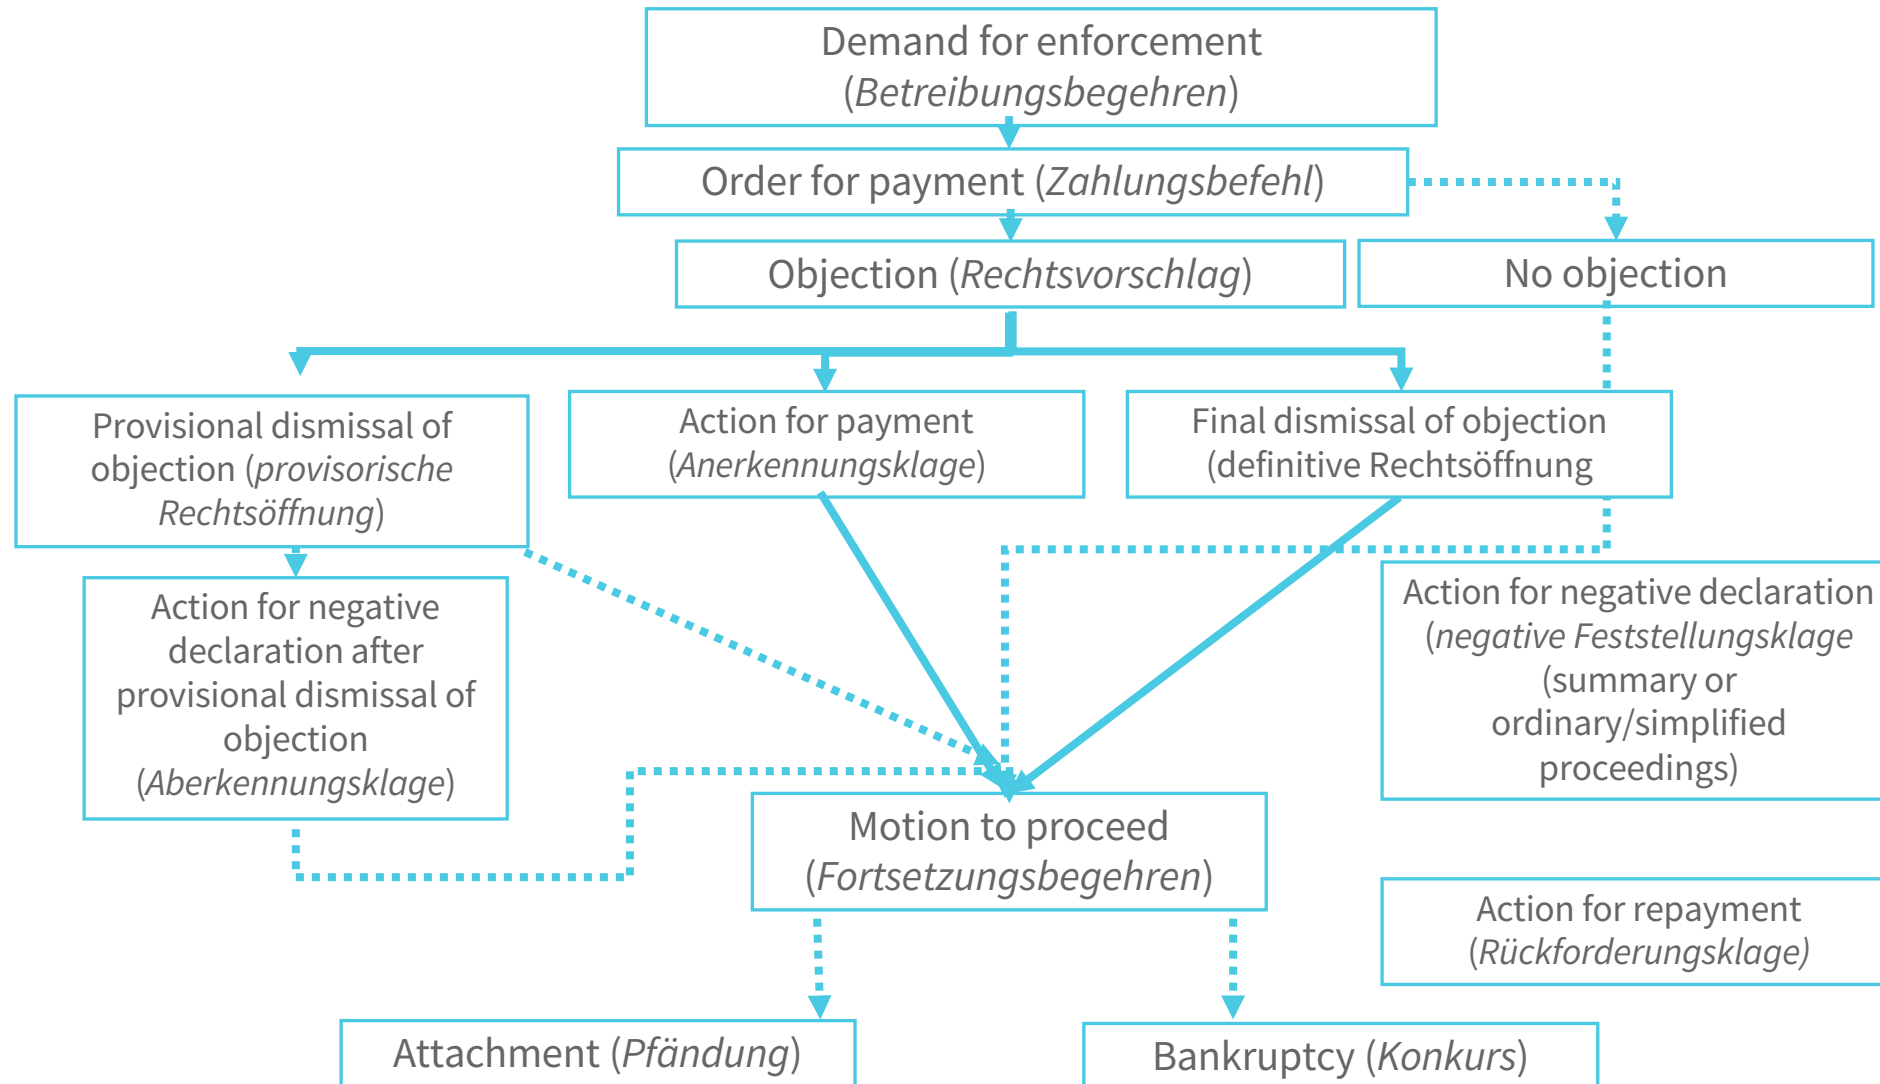 Demand for enforcement
(Betreibungsbegehren)
Order for payment (Zahlungsbefehl)
Objection (Rechtsvorschlag)
No objection
Provisional dismissal of
objection (provisorische
Rechtsöffnung)
Action for payment
(Anerkennungsklage)
Final dismissal of objection
(definitive Rechtsöffnung
Action for negative
declaration after
provisional dismissal of
objection
(Aberkennungsklage)
Action for negative declaration
(negative Feststellungsklage
(summary or
ordinary/simplified
proceedings)
Motion to proceed
(Fortsetzungsbegehren)
Action for repayment
(Rückforderungsklage)
Attachment (Pfändung)
Bankruptcy (Konkurs)